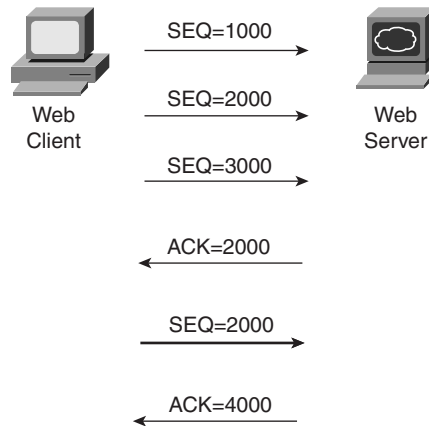 SEQ=1000
Web
Client
SEQ=2000
Web
Server
SEQ=3000
ACK=2000
SEQ=2000
ACK=4000